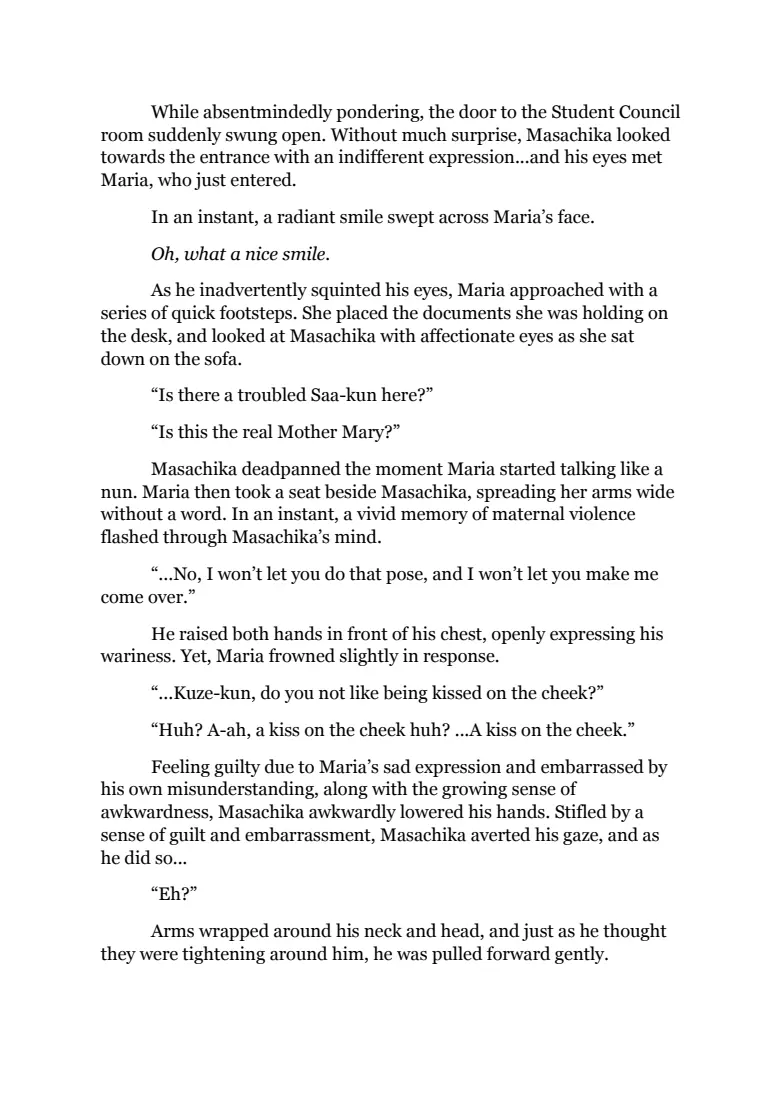 While absentmindedly pondering, the door to the Student Council
room suddenly swung open. Without much surprise, Masachika looked
towards the entrance with an indifferent expression...and his eyes met
Maria, who just entered.
In an instant, a radiant smile swept across Maria’s face.
Oh, what a nice smile.
As he inadvertently squinted his eyes, Maria approached with a
series of quick footsteps. She placed the documents she was holding on
the desk, and looked at Masachika with affectionate eyes as she sat
down on the sofa.
“Is there a troubled Saa-kun here?”
“Is this the real Mother Mary?”
Masachika deadpanned the moment Maria started talking like a
nun. Maria then took a seat beside Masachika, spreading her arms wide
without a word. In an instant, a vivid memory of maternal violence
flashed through Masachika’s mind.
“...No, I won’t let you do that pose, and I won’t let you make me
come over.”
He raised both hands in front of his chest, openly expressing his
wariness. Yet, Maria frowned slightly in response.
“...Kuze-kun, do you not like being kissed on the cheek?”
“Huh? A-ah, a kiss on the cheek huh? ...A kiss on the cheek.”
Feeling guilty due to Maria’s sad expression and embarrassed by
his own misunderstanding, along with the growing sense of
awkwardness, Masachika awkwardly lowered his hands. Stifled by a
sense of guilt and embarrassment, Masachika averted his gaze, and as
he did so...
“Eh?”
Arms wrapped around his neck and head, and just as he thought
they were tightening around him, he was pulled forward gently.